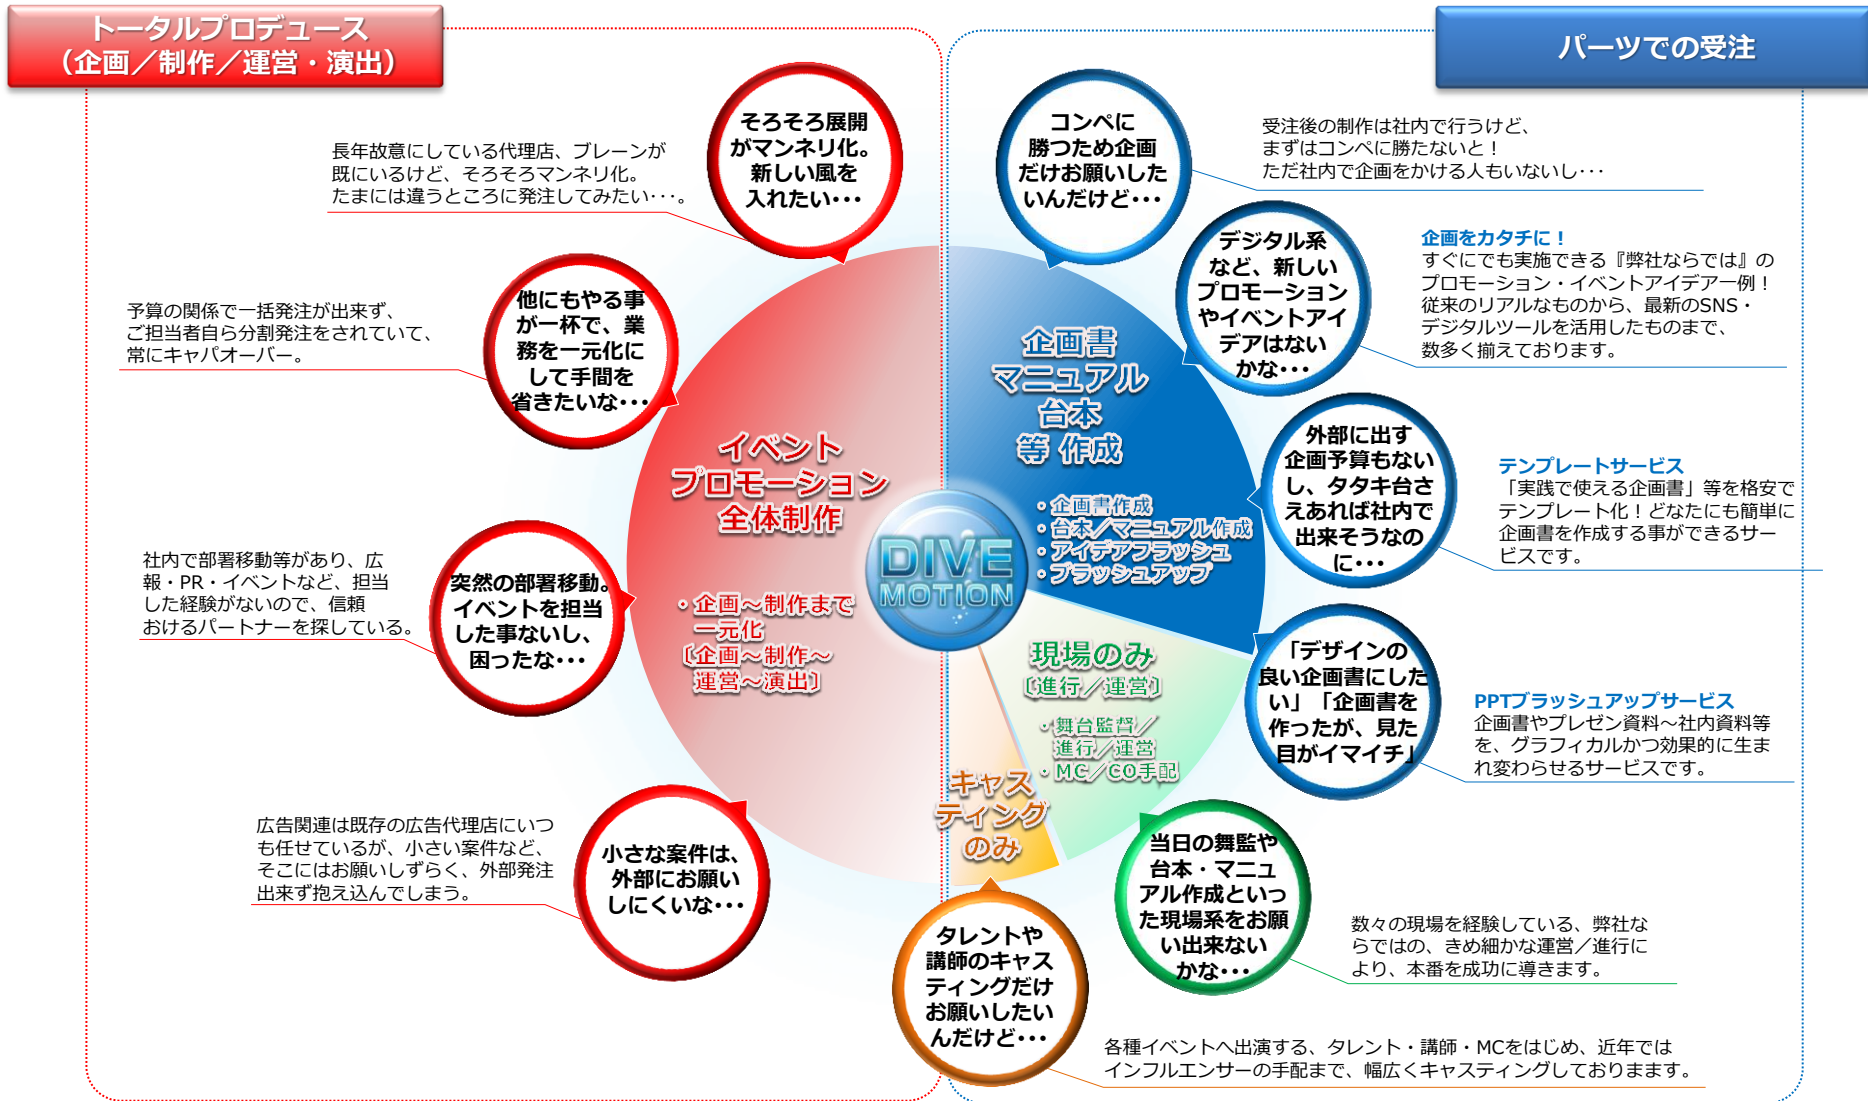 トータルプロデュース
（企画／制作／運営・演出）
そろそろ展開
がマンネリ化。
新しい風を
入れたい･･･
長年故意にしている代理店、ブレーンが
既にいるけど、そろそろマンネリ化。
たまには違うところに発注してみたい･･･。
他にもやる事
が一杯で、業
務を一元化に
して手間を
省きたいな･･･
予算の関係で一括発注が出来ず、
ご担当者自ら分割発注をされていて、
常にキャパオーバー。
イベント
プロモーション
全体制作
・企画～制作まで
一元化
〔企画～制作～
運営～演出〕
突然の部署移動。
イベントを担当
した事ないし、
困ったな･･･
社内で部署移動等があり、広
報・PR・イベントなど、担当
した経験がないので、信頼
おけるパートナーを探している。
小さな案件は、
外部にお願い
しにくいな･･･
広告関連は既存の広告代理店にいつ
も任せているが、小さい案件など、
そこにはお願いしずらく、外部発注
出来ず抱え込んでしまう。
DIVE
MOTION
パーツでの受注
コンペに
勝つため企画
だけお願いした
いんだけど･･･
受注後の制作は社内で行うけど、
まずはコンペに勝たないと！
ただ社内で企画をかける人もいないし･･･
デジタル系
など、新しい
プロモーション
やイベントアイ
デアはない
かな･･･
企画をカタチに！
すぐにでも実施できる『弊社ならでは』の
プロモーション・イベントアイデア一例！
従来のリアルなものから、最新のSNS・
デジタルツールを活用したものまで、
数多く揃えております。
企画書
マニュアル
台本
等 作成
・企画書作成
・台本／マニュアル作成
・アイデアフラッシュ
・ブラッシュアップ
外部に出す
企画予算もない
し、タタキ台さ
えあれば社内で
出来そうなの
に･･･
テンプレートサービス
「実践で使える企画書」等を格安で
テンプレート化！どなたにも簡単に
企画書を作成する事ができるサー
ビスです。
「デザインの
良い企画書にした
い」「企画書を
作ったが、見た
目がイマイチ」
PPTブラッシュアップサービス
企画書やプレゼン資料～社内資料等
を、グラフィカルかつ効果的に生ま
れ変わらせるサービスです。
現場のみ
〔進行／運営〕
・舞台監督／
進行／運営
・MC／CO手配
当日の舞監や
台本・マニュ
アル作成といっ
た現場系をお願
い出来ない
かな･･･
数々の現場を経験している、弊社な
らではの、きめ細かな運営／進行に
より、本番を成功に導きます。
キャス
ティング
のみ
タレントや
講師のキャス
ティングだけ
お願いしたい
んだけど･･･
各種イベントへ出演する、タレント・講師・MCをはじめ、近年では
インフルエンサーの手配まで、幅広くキャスティングしておりまます。